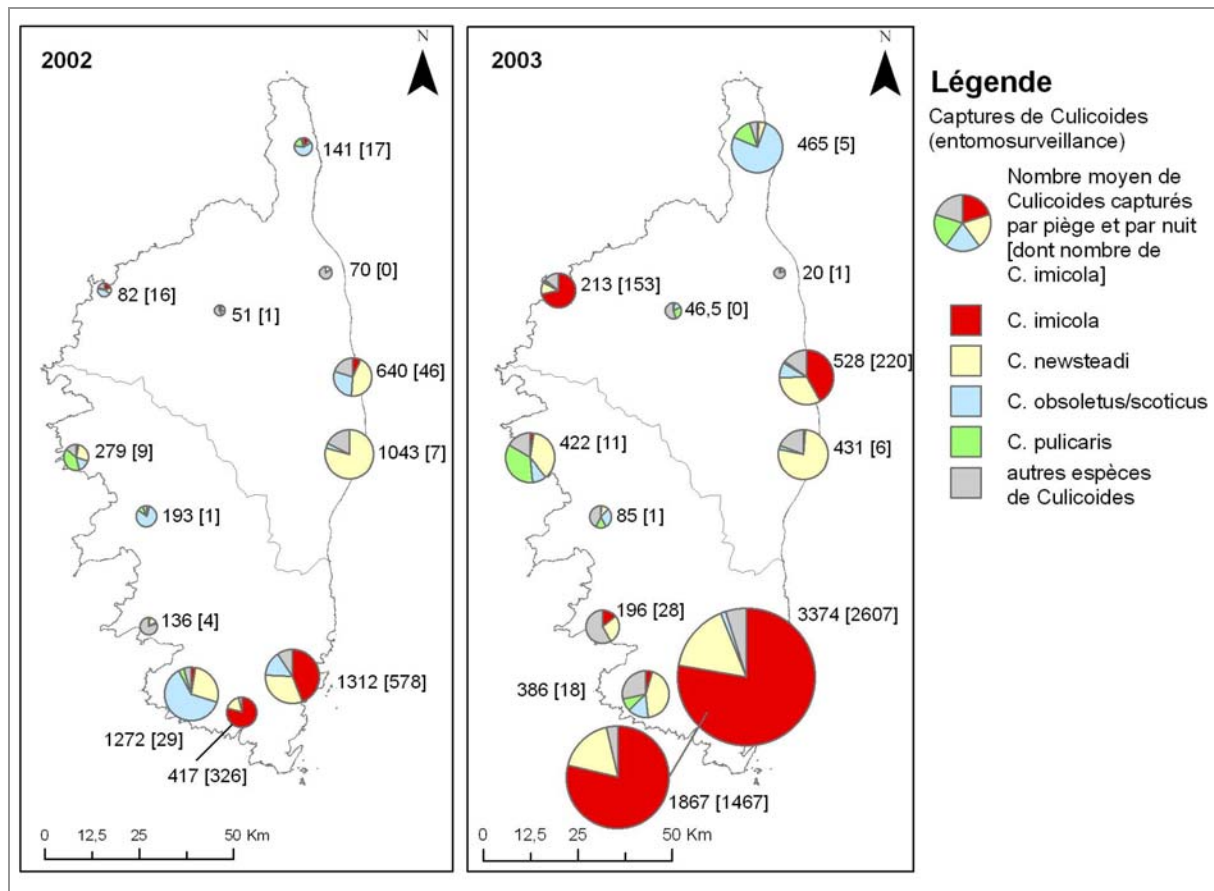 2002
N
141 [17]
70 [0]
82 [16]
51 [1]
640 [46]
279 [9]
1043 [7]
193 [1]
136 [4]
1312 [578]
1272 [29]
417 [326]
0 12,5 25 50 Km
2003
N
465 [5]
20 [1]
213 [153]
46,5 [0]
528 [220]
422 [11]
431 [6]
85 [1]
196 [28]
3374 [2607]
386 [18]
1867 [1467]
0 12,5 25 50 Km
Légende
Captures de Culicoides
(entomosurveillance)
Nombre moyen de
Culicoides capturés
par piège et par nuit
[dont nombre de
C. imicola]
C. imicola
C. newsteadi
C. obsoletus/scoticus
C. pulicaris
autres espèces
de Culicoides